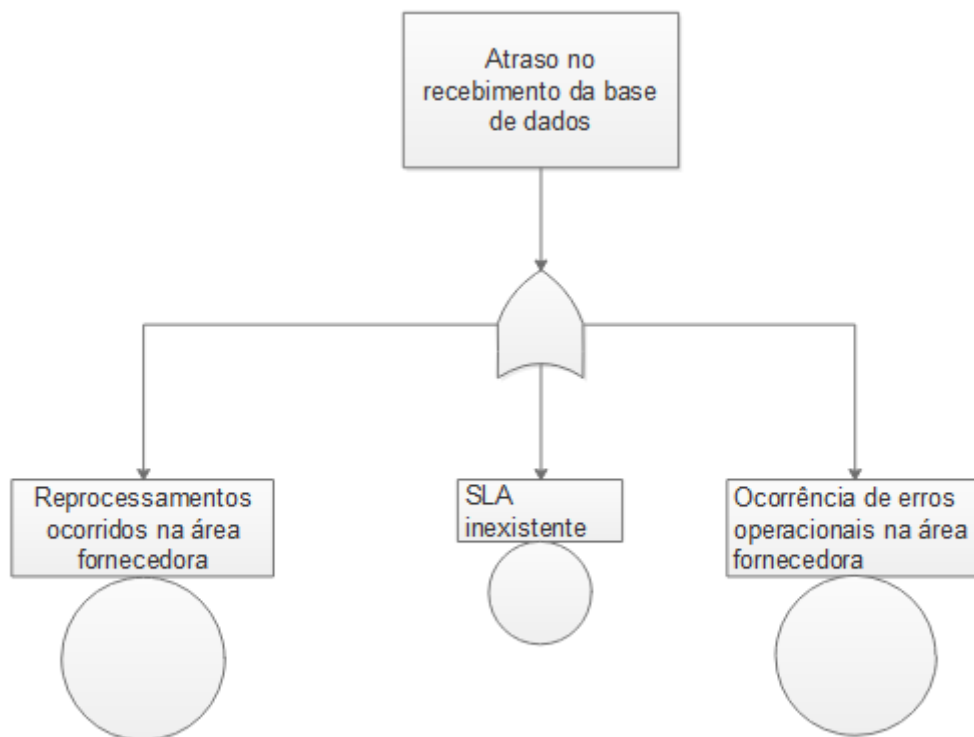 Atraso no
recebimento da base
de dados
Reprocessamentos
ocorridos na área
fornecedora
SLA
inexistente
Ocorrência de erros
operacionais na área
fornecedora